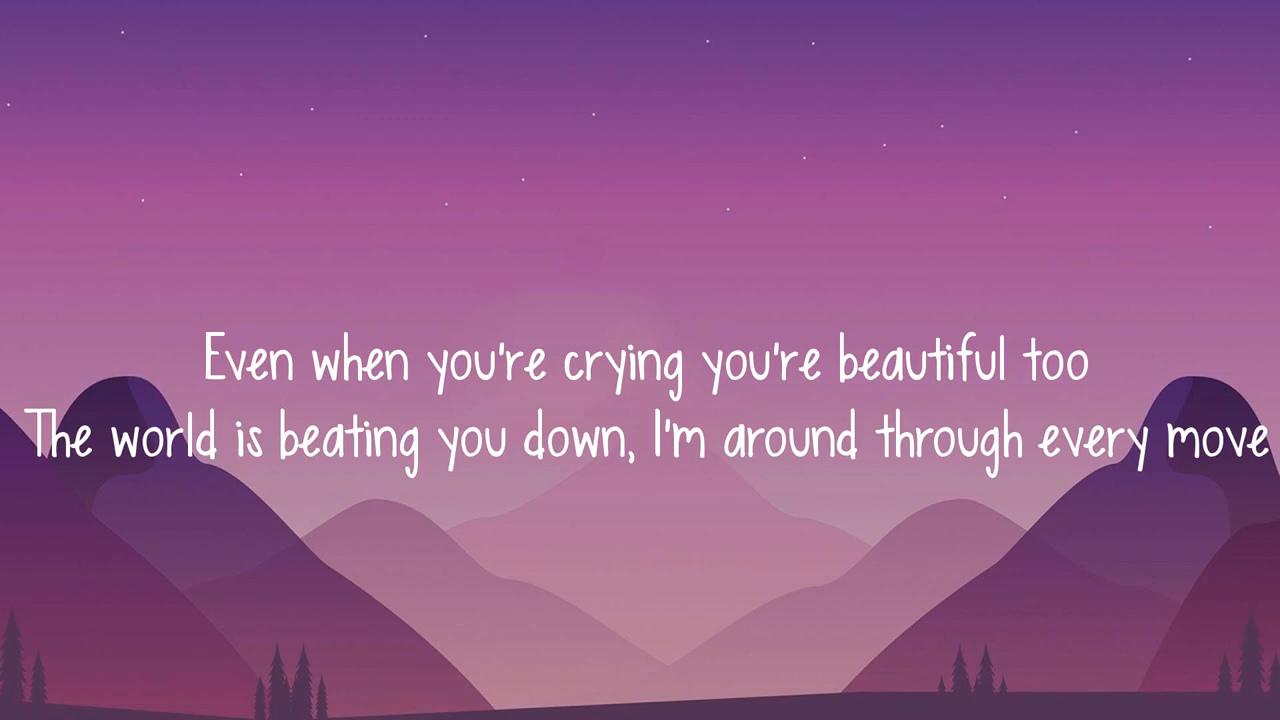 Even when you're crying you're beautiful too
The world is beating you down, I'm around through every move